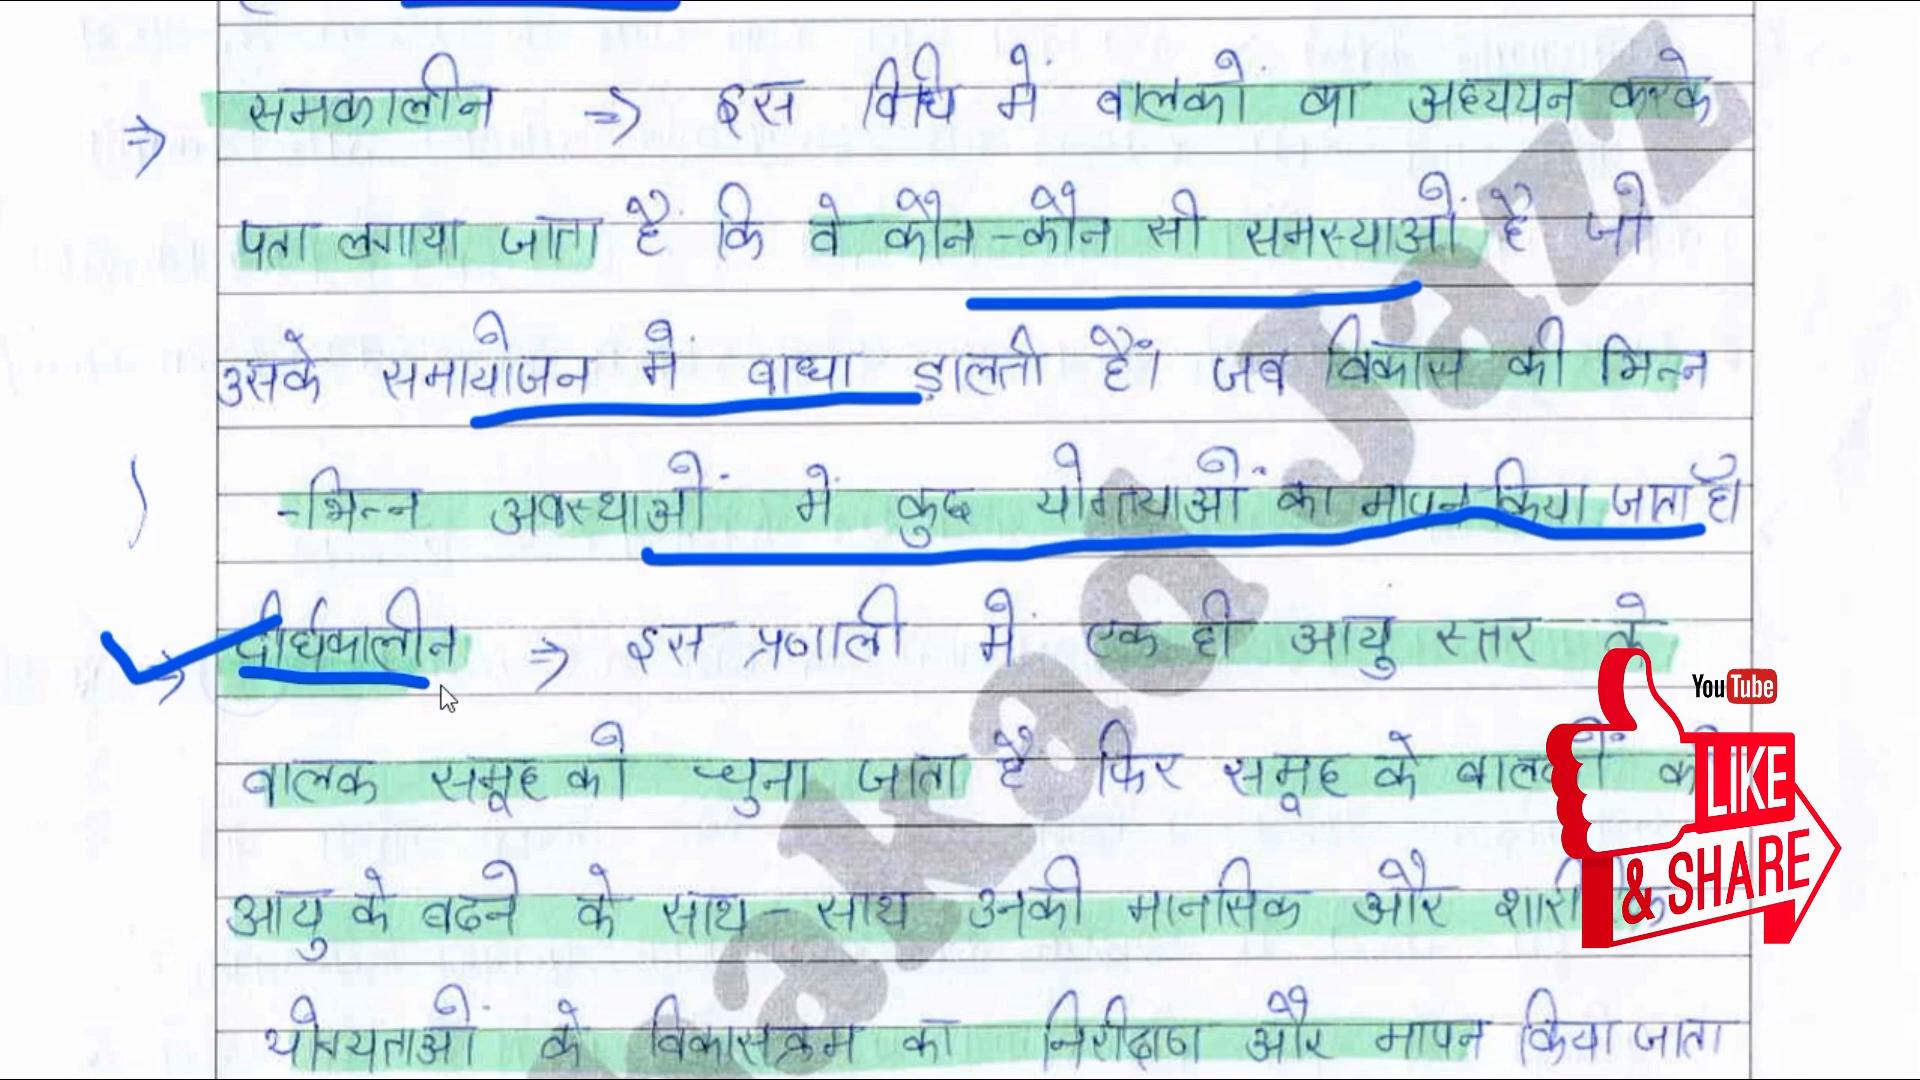 ⇒ समकालीन ⇒ इस विधि में बालकों का अध्ययन करके
पता लगाया जाता है कि वे कौन-कौन सी समस्याओं है जो
उसके समायोजन में बाधा डालती हैं। जब विकास की भिन्न
-भिन्न अवस्थाओं में कुछ योग्यताओं का मापन किया जाता है।
⇒ दीर्घकालीन ⇒ इस प्रणाली में एक ही आयु स्तर के
बालक समूह को चुना जाता है फिर समूह के बालकों की
आयु के बढने के साथ-साथ उनकी मानसिक और शारीरिक
योग्यताओं के विकासक्रम का निरीक्षण और मापन किया जाता
YouTube
LIKE
& SHARE